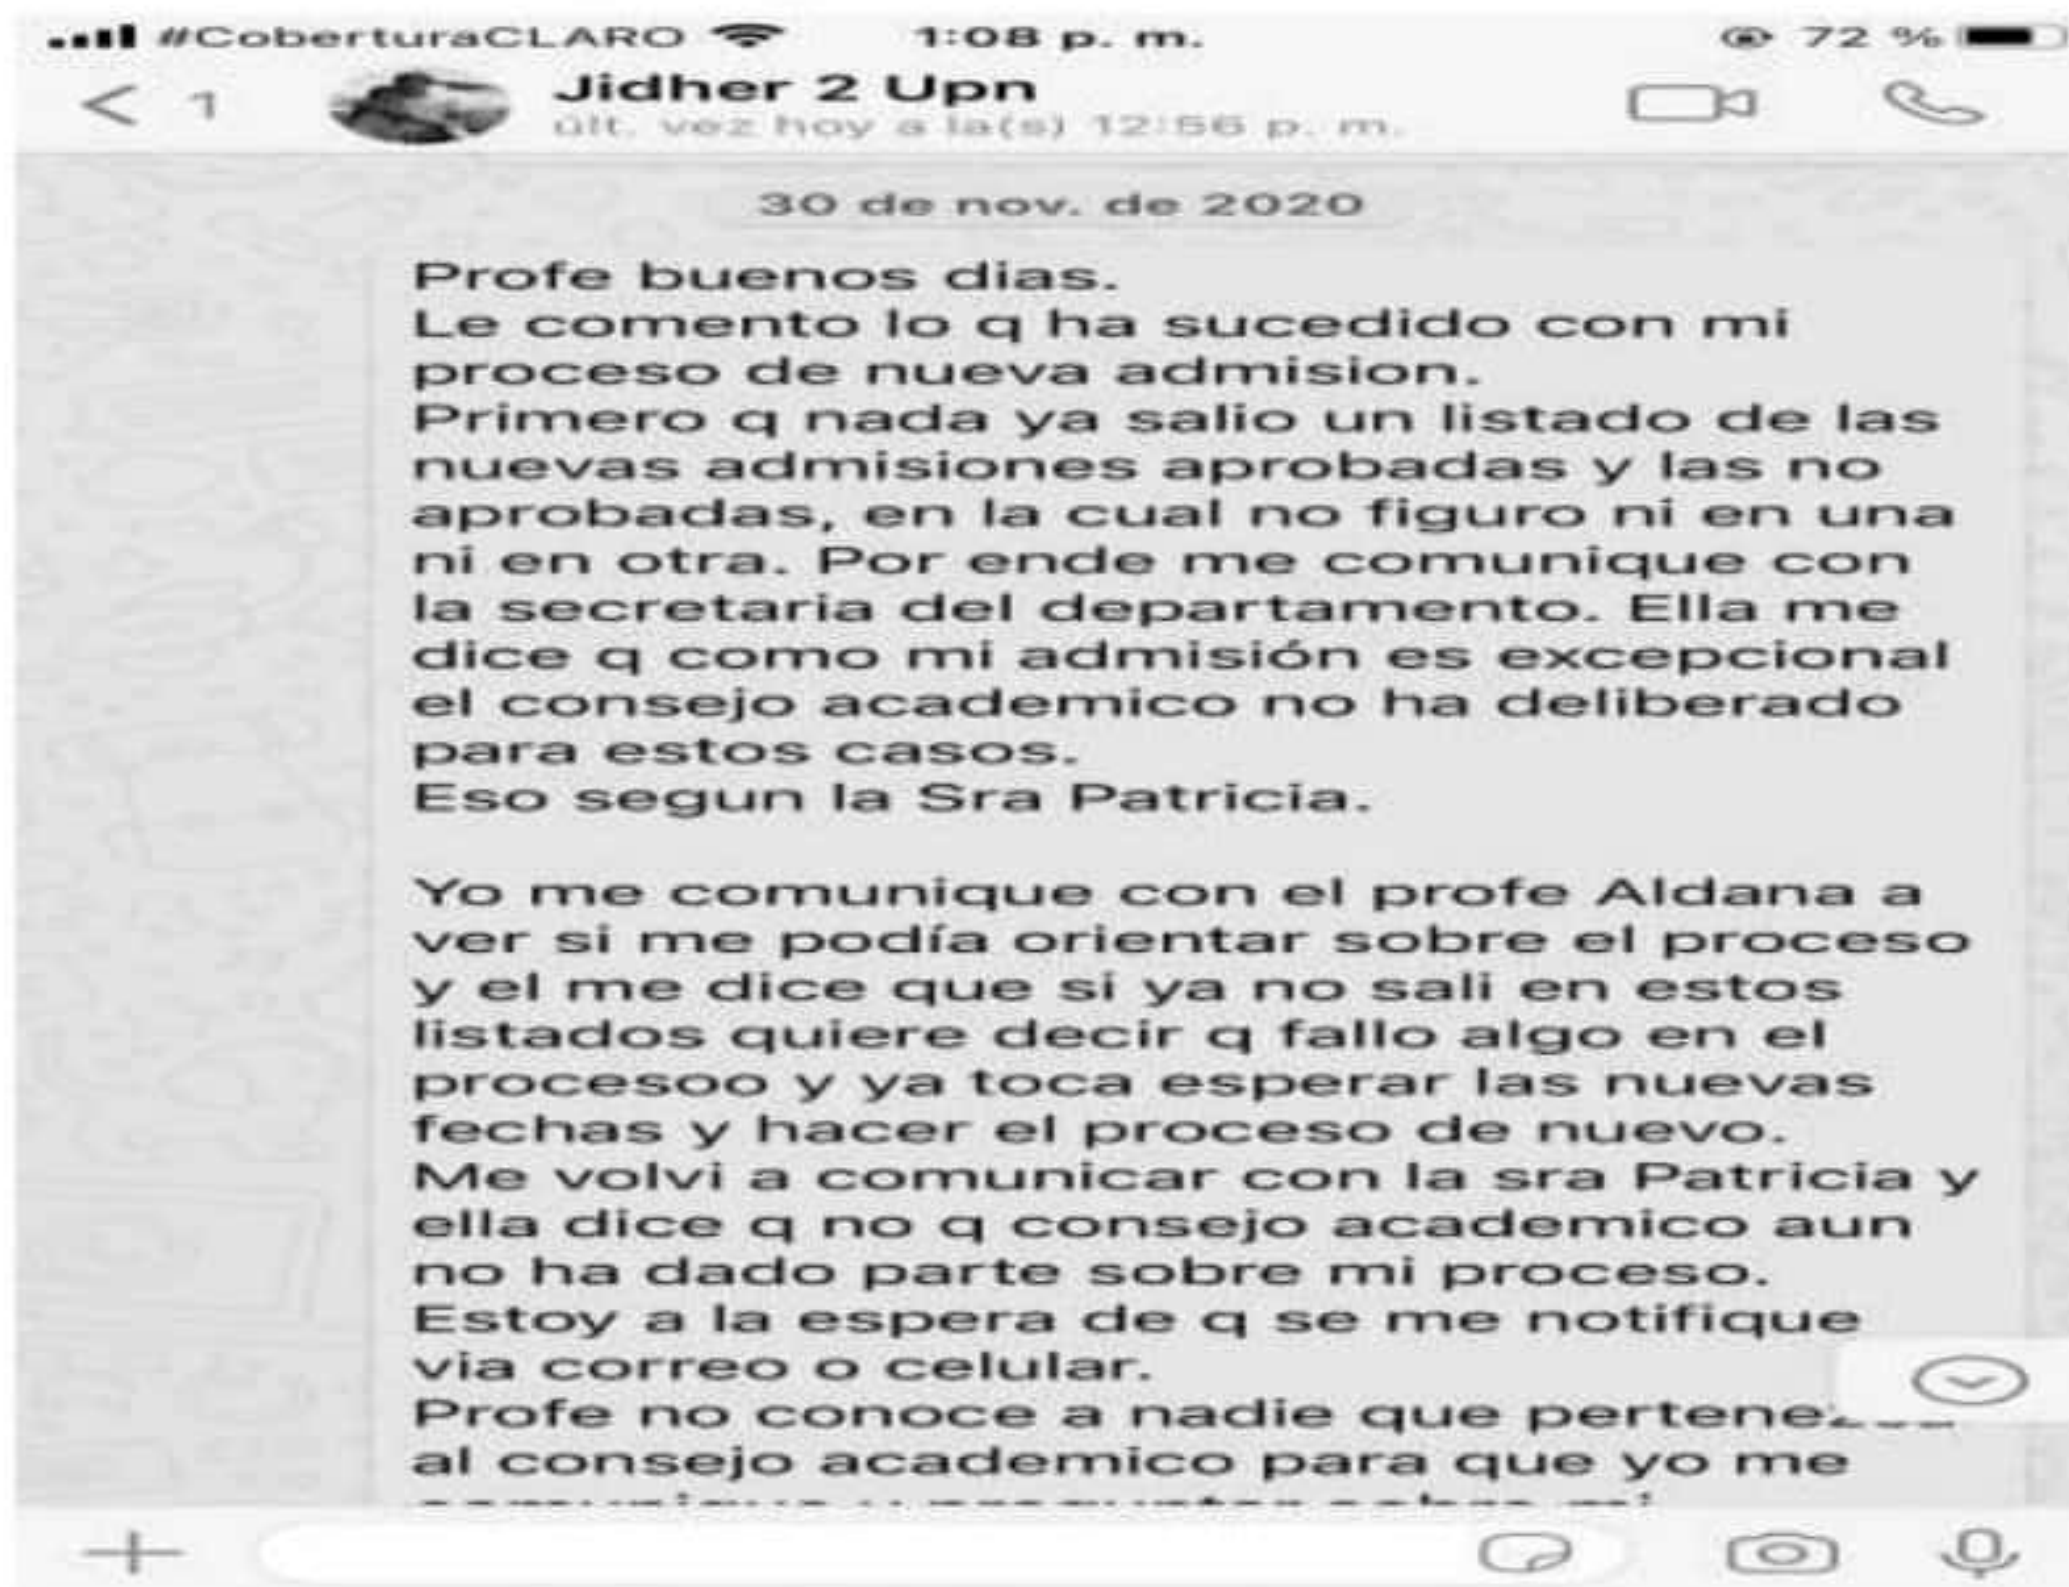 #CoberturaCLARO 1:08 p. m. 72 %
1 Jidher 2 Upn
últ. vez hoy a la(s) 12:56 p. m.
30 de nov. de 2020
Profe buenos dias.
Le comento lo q ha sucedido con mi
proceso de nueva admision.
Primero q nada ya salio un listado de las
nuevas admisiones aprobadas y las no
aprobadas, en la cual no figuro ni en una
ni en otra. Por ende me comunique con
la secretaria del departamento. Ella me
dice q como mi admisión es excepcional
el consejo academico no ha deliberado
para estos casos.
Eso segun la Sra Patricia.
Yo me comunique con el profe Aldana a
ver si me podía orientar sobre el proceso
y el me dice que si ya no sali en estos
listados quiere decir q fallo algo en el
procesoo y ya toca esperar las nuevas
fechas y hacer el proceso de nuevo.
Me volvi a comunicar con la sra Patricia y
ella dice q no q consejo academico aun
no ha dado parte sobre mi proceso.
Estoy a la espera de q se me notifique
via correo o celular.
Profe no conoce a nadie que
al consejo academico para que yo me